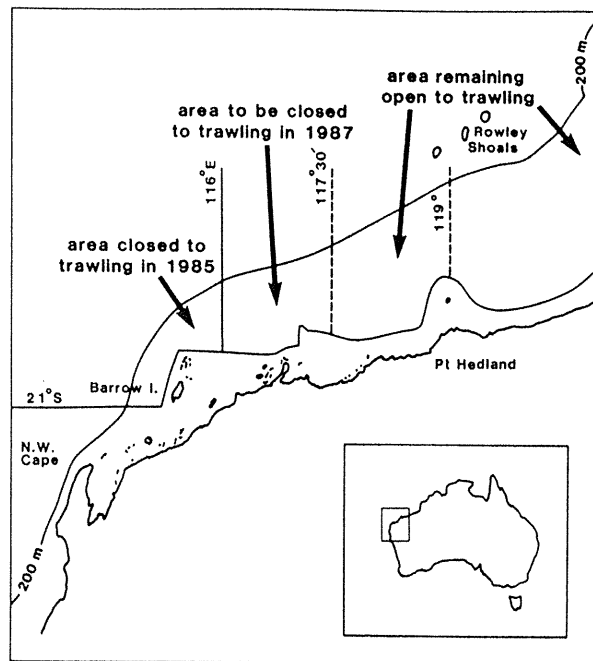 200 m
area remaining
open to trawling
area to be closed
to trawling in 1987
Rowley
Shoals
116°E
117°30′
119°
area closed to
trawling in 1985
Pt Hedland
Barrow I.
21°S
N.W.
Cape
200 m